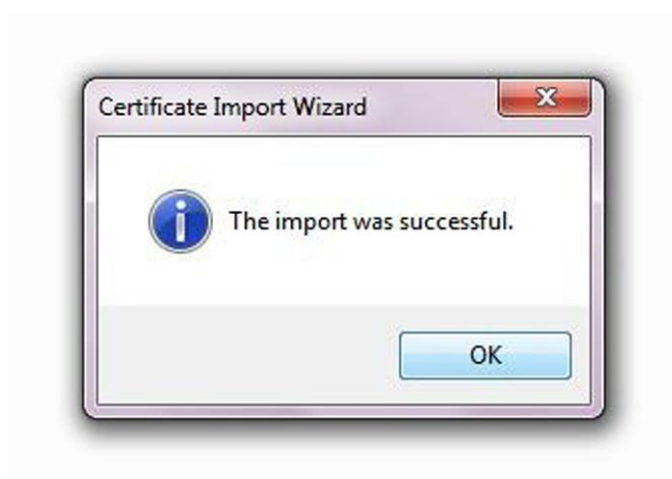 Certificate Import Wizard
The import was successful.
OK